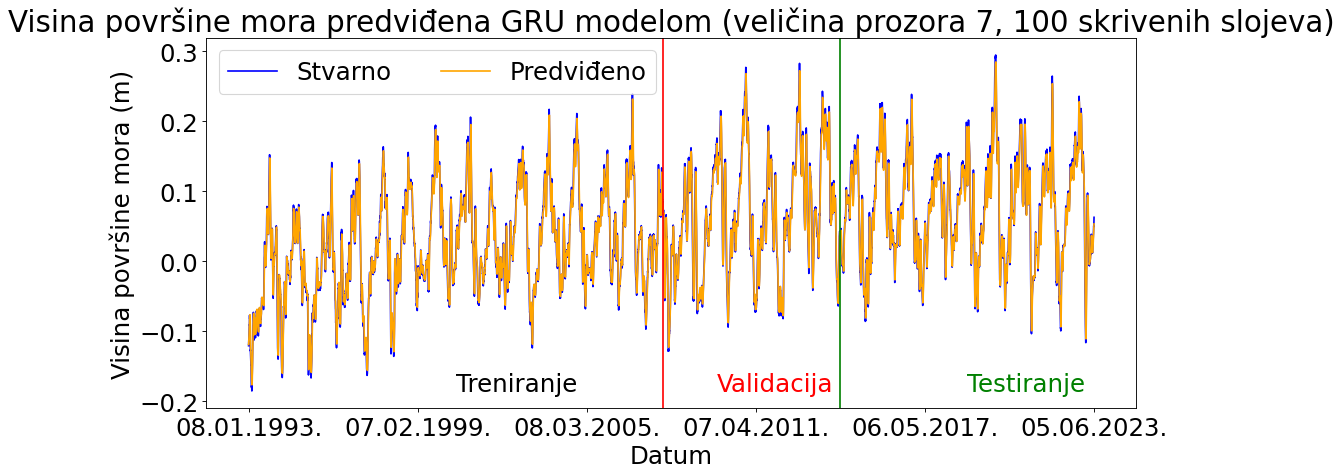 Visina površine mora predviđena GRU modelom (veličina prozora 7, 100 skrivenih slojeva)
Stvarno Predviđeno
Visina površine mora (m)
0.3
0.2
0.1
0.0
−0.1
−0.2
Treniranje Validacija Testiranje
08.01.1993. 07.02.1999. 08.03.2005. 07.04.2011. 06.05.2017. 05.06.2023.
Datum